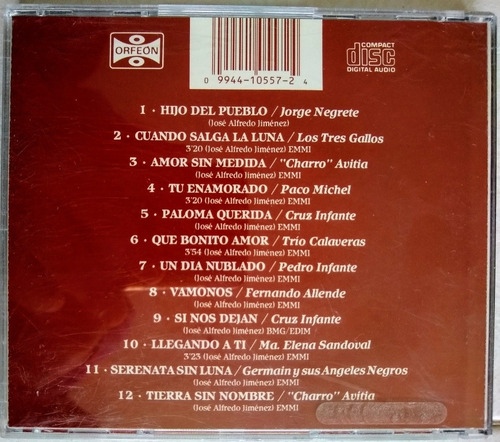 ORFEÓN
0 9944-10557-2 4
COMPACT
disc
DIGITAL AUDIO
1 · HIJO DEL PUEBLO / Jorge Negrete
(José Alfredo Jiménez)
2 · CUANDO SALGA LA LUNA / Los Tres Gallos
3'20 (José Alfredo Jiménez) EMMI
3 · AMOR SIN MEDIDA / "Charro" Avitia
(José Alfredo Jiménez) EMMI
4 · TU ENAMORADO / Paco Michel
3'20 (José Alfredo Jiménez) EMMI
5 · PALOMA QUERIDA / Cruz Infante
(José Alfredo Jiménez) EMMI
6 · QUE BONITO AMOR / Trío Calaveras
3'54 (José Alfredo Jiménez) EMMI
7 · UN DIA NUBLADO / Pedro Infante
(José Alfredo Jiménez) EMMI
8 · VAMONOS / Fernando Allende
(José Alfredo Jiménez) EMMI
9 · SI NOS DEJAN / Cruz Infante
(José Alfredo Jiménez) BMG/EDIM
10 · LLEGANDO A TI / Ma. Elena Sandoval
3'23 (José Alfredo Jiménez) EMMI
11 · SERENATA SIN LUNA / Germain y sus Angeles Negros
(José Alfredo Jiménez) EMMI
12 · TIERRA SIN NOMBRE / "Charro" Avitia
(José Alfredo Jiménez) EMMI